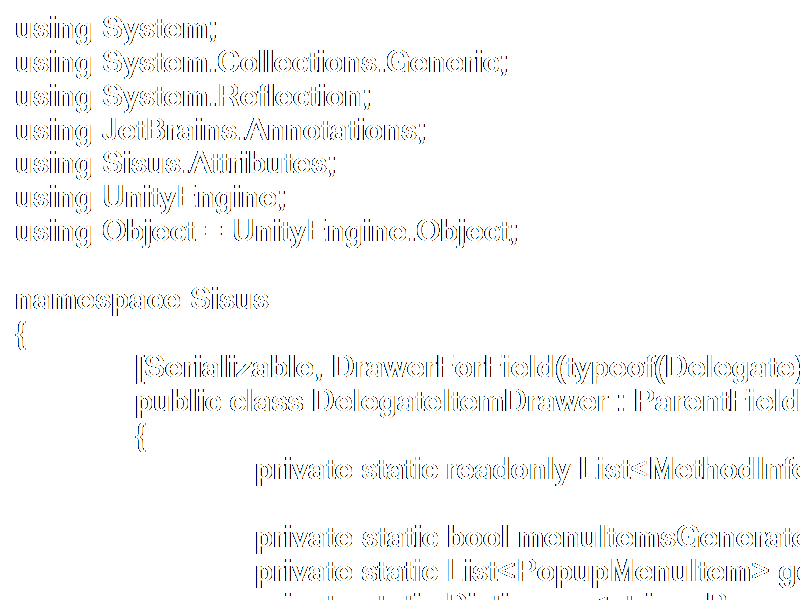 using System;
using System.Collections.Generic;
using System.Reflection;
using JetBrains.Annotations;
using Sisus.Attributes;
using UnityEngine;
using Object = UnityEngine.Object;
namespace Sisus
{
[Serializable, DrawerForField(typeof(Delegate)
public class DelegateItemDrawer : ParentField
{
private static readonly List<MethodInfo
private static bool menuItemsGenerate
private static List<PopupMenuItem> ge